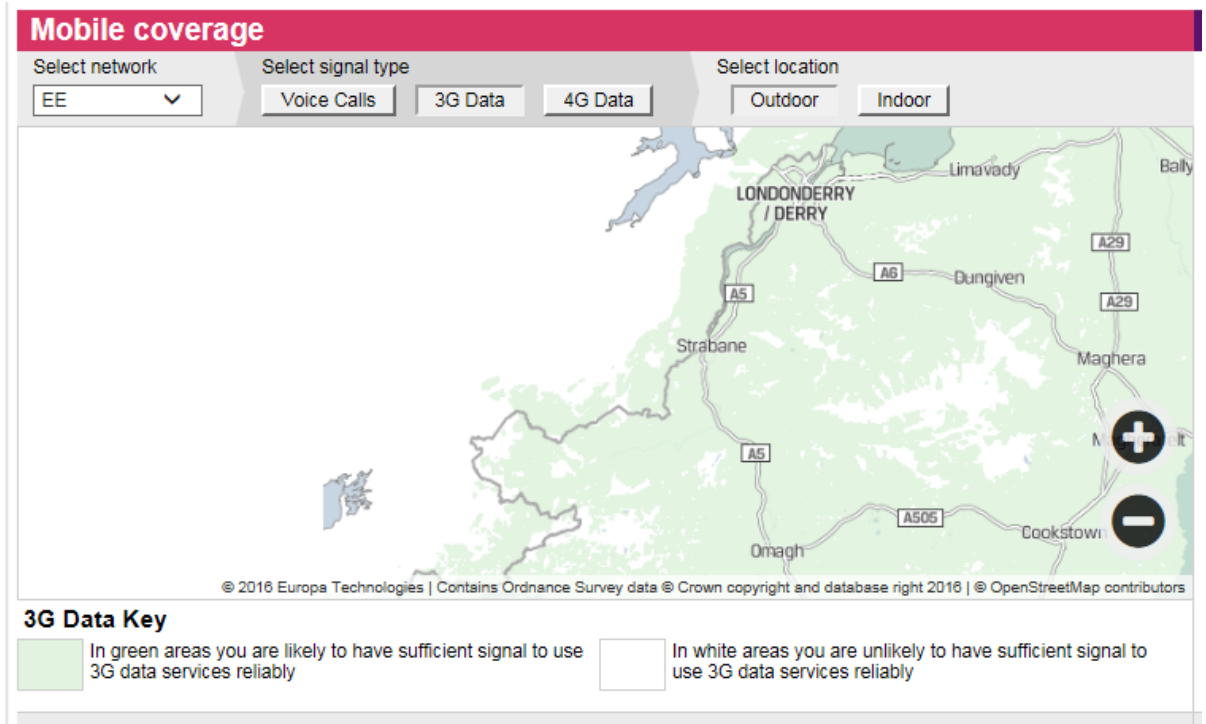 Mobile coverage
Select network
Select signal type
Select location
EE
Voice Calls
3G Data
4G Data
Outdoor
Indoor
Limavady
Bally
LONDONDERRY
/ DERRY
A29
A6
Dungiven
A5
A29
Strabane
Maghera
A5
A505
Cookstown
Omagh
© 2016 Europa Technologies | Contains Ordnance Survey data © Crown copyright and database right 2016 | © OpenStreetMap contributors
3G Data Key
In green areas you are likely to have sufficient signal to use
3G data services reliably
In white areas you are unlikely to have sufficient signal to
use 3G data services reliably